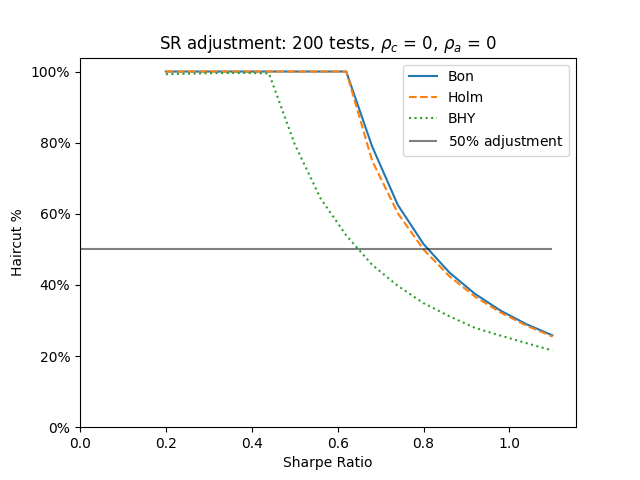 SR adjustment: 200 tests, ρc = 0, ρa = 0
Haircut %
100%
80%
60%
40%
20%
0%
Bon
Holm
BHY
50% adjustment
0.0 0.2 0.4 0.6 0.8 1.0
Sharpe Ratio